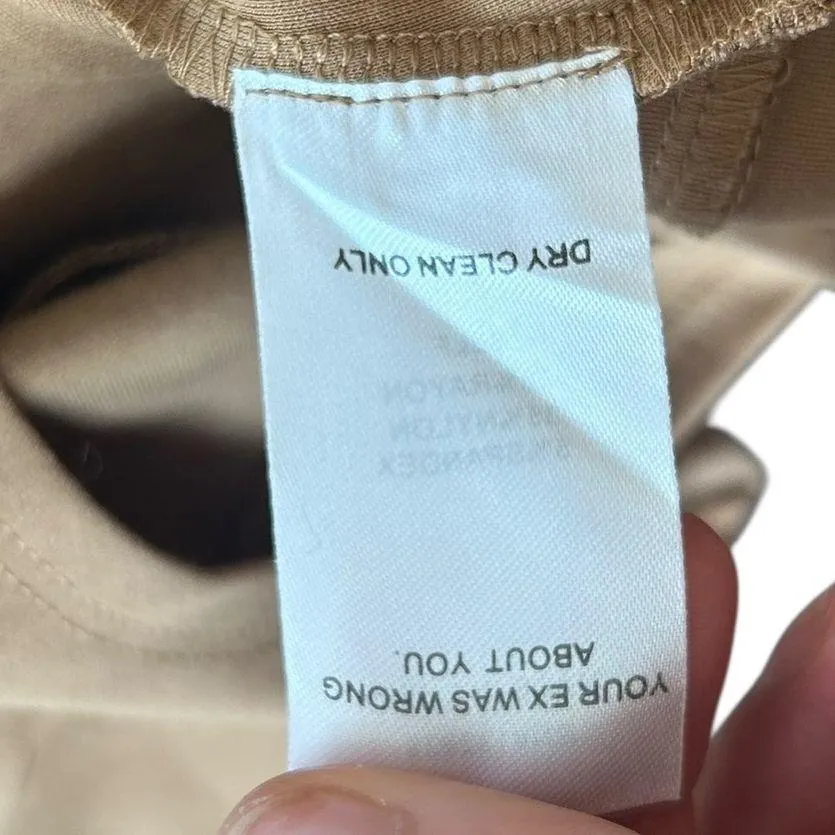 YOUR EX WAS WRONG
ABOUT YOU.
DRY CLEAN ONLY
RAYON
NYLON
SPANDEX